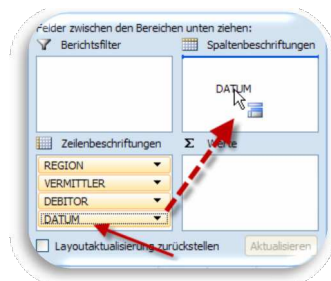 Felder zwischen den Bereichen unten ziehen:
Berichtsfilter
Spaltenbeschriftungen
DATUM
Zeilenbeschriftungen
Σ Werte
REGION
VERMITTLER
DEBITOR
DATUM
Layoutaktualisierung zurückstellen
Aktualisieren